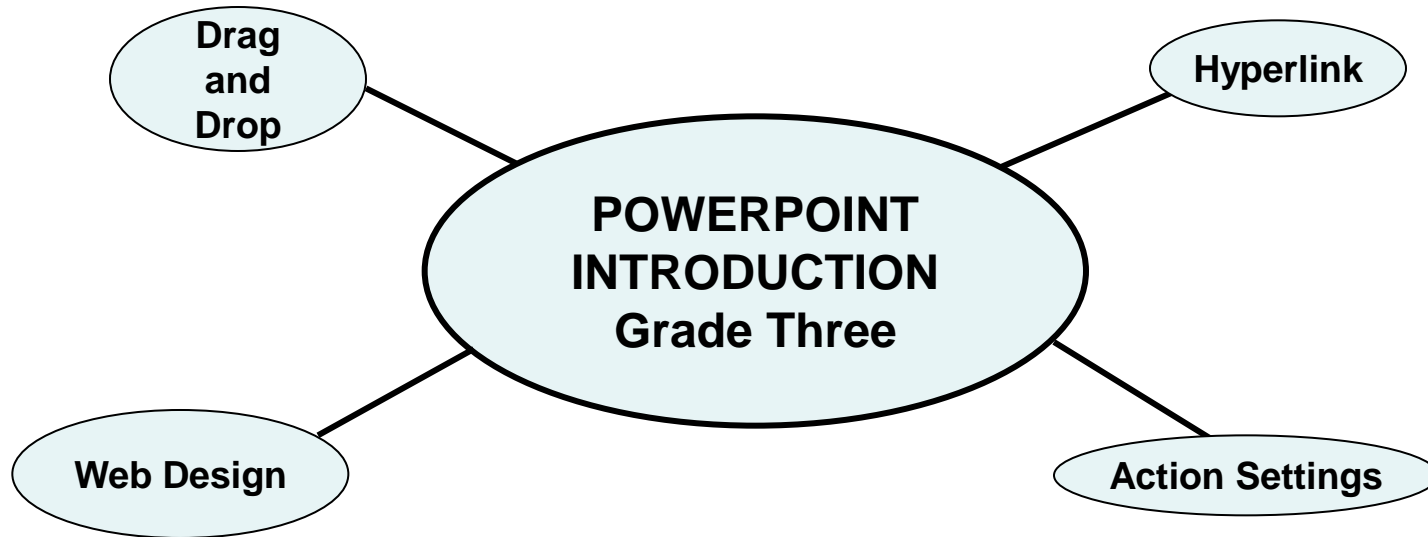 Drag
and
Drop
Hyperlink
POWERPOINT
INTRODUCTION
Grade Three
Web Design
Action Settings